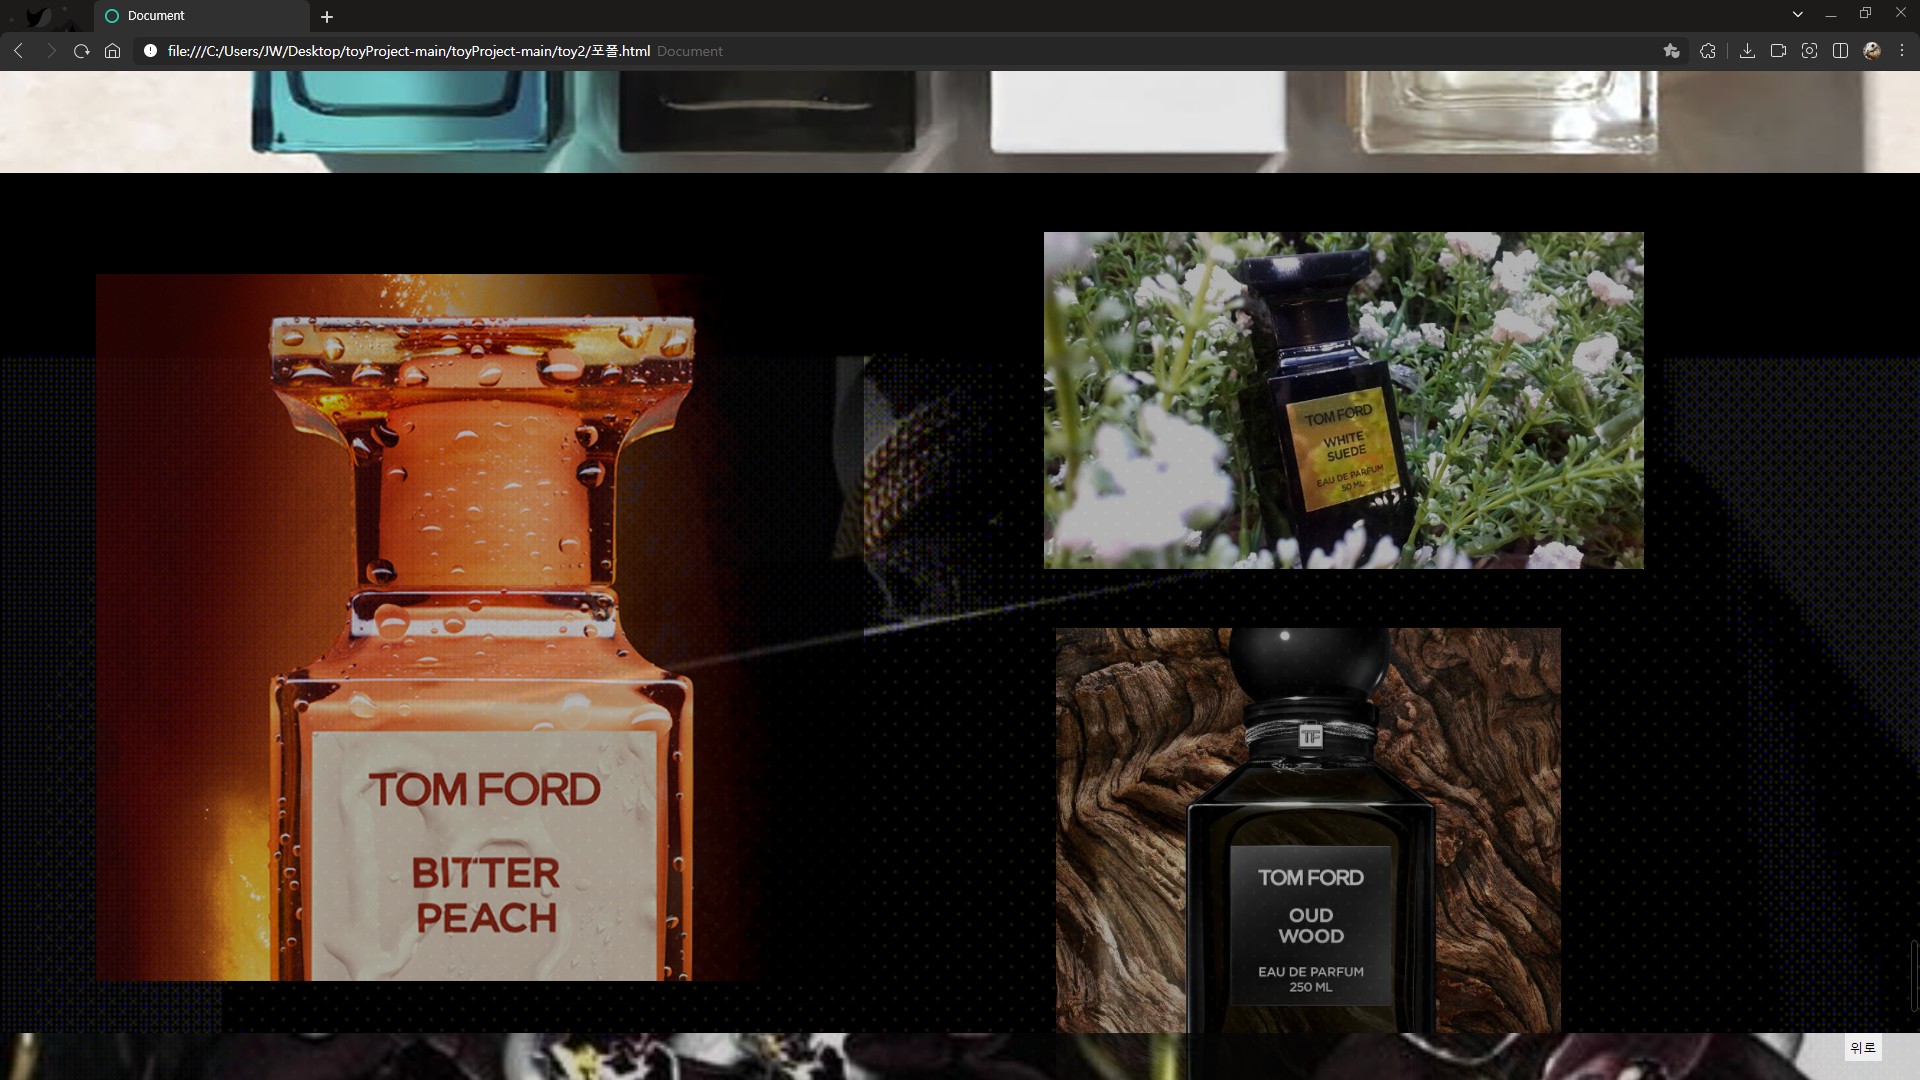 Document
file:///C:/Users/JW/Desktop/toyProject-main/toyProject-main/toy2/포폴.html Document
TOM FORD
WHITE
SUEDE
EAU DE PARFUM
50 ML
TOM FORD
BITTER
PEACH
TF
TOM FORD
OUD
WOOD
EAU DE PARFUM
250 ML
위로